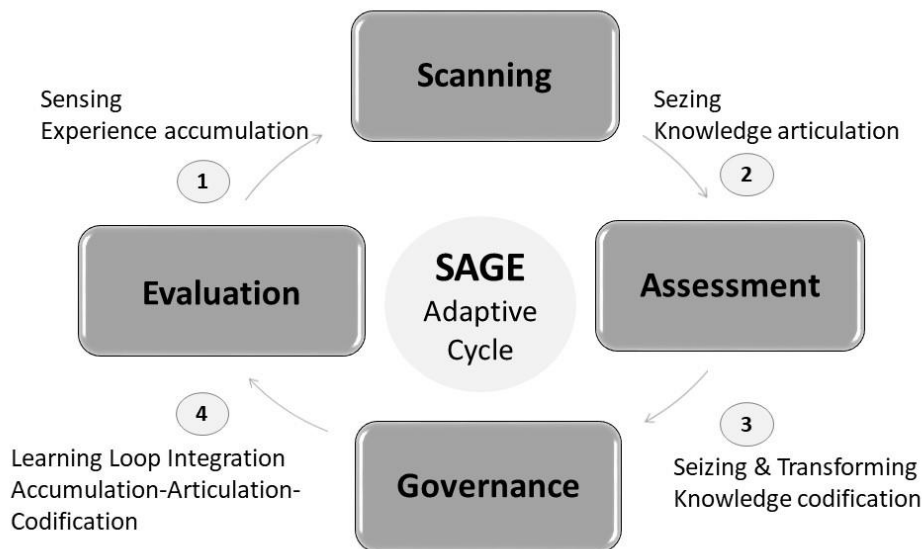 Scanning
Sensing
Experience accumulation
1
Sezing
Knowledge articulation
2
Evaluation
SAGE
Adaptive
Cycle
Assessment
4
Learning Loop Integration
Accumulation-Articulation-
Codification
Governance
3
Seizing & Transforming
Knowledge codification